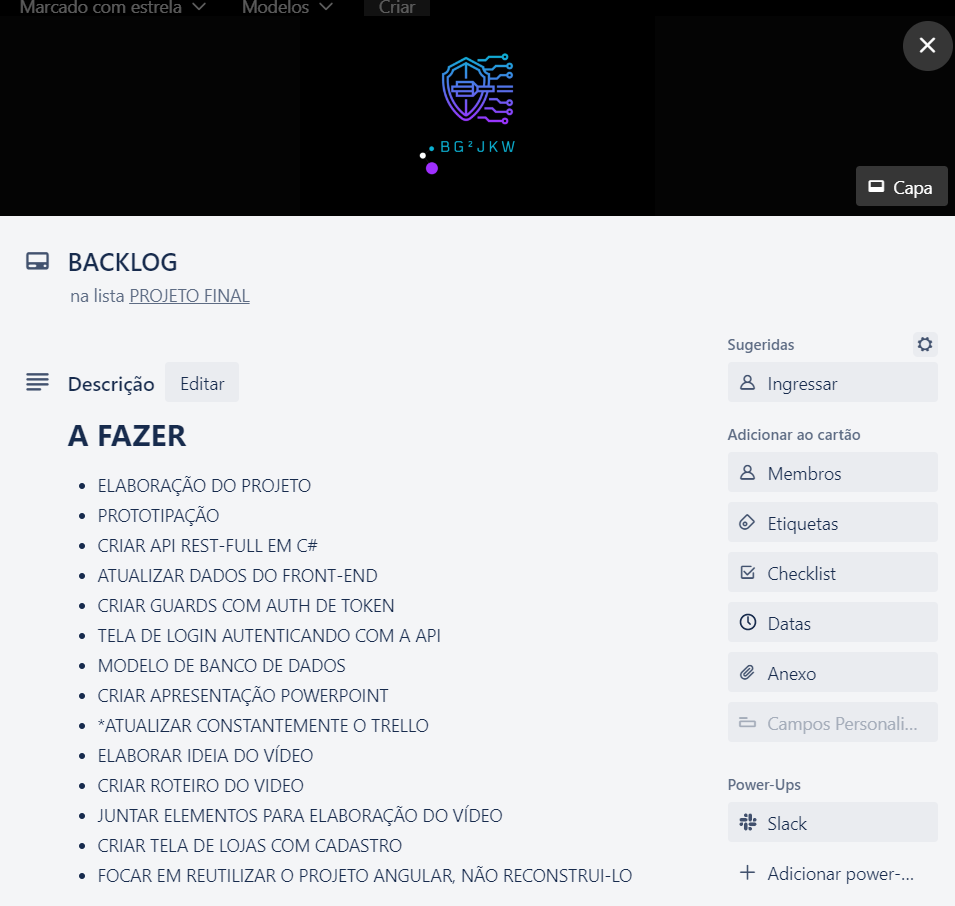 Marcado com estrela
Modelos
Criar
BG²JKW
Capa
BACKLOG
na lista PROJETO FINAL
Sugeridas
Ingressar
Descrição
Editar
A FAZER
ELABORAÇÃO DO PROJETO
PROTOTIPAÇÃO
CRIAR API REST-FULL EM C#
ATUALIZAR DADOS DO FRONT-END
CRIAR GUARDS COM AUTH DE TOKEN
TELA DE LOGIN AUTENTICANDO COM A API
MODELO DE BANCO DE DADOS
CRIAR APRESENTAÇÃO POWERPOINT
*ATUALIZAR CONSTANTEMENTE O TRELLO
ELABORAR IDEIA DO VÍDEO
CRIAR ROTEIRO DO VIDEO
JUNTAR ELEMENTOS PARA ELABORAÇÃO DO VÍDEO
CRIAR TELA DE LOJAS COM CADASTRO
FOCAR EM REUTILIZAR O PROJETO ANGULAR, NÃO RECONSTRUI-LO
Adicionar ao cartão
Membros
Etiquetas
Checklist
Datas
Anexo
Campos Personali...
Power-Ups
Slack
Adicionar power-...